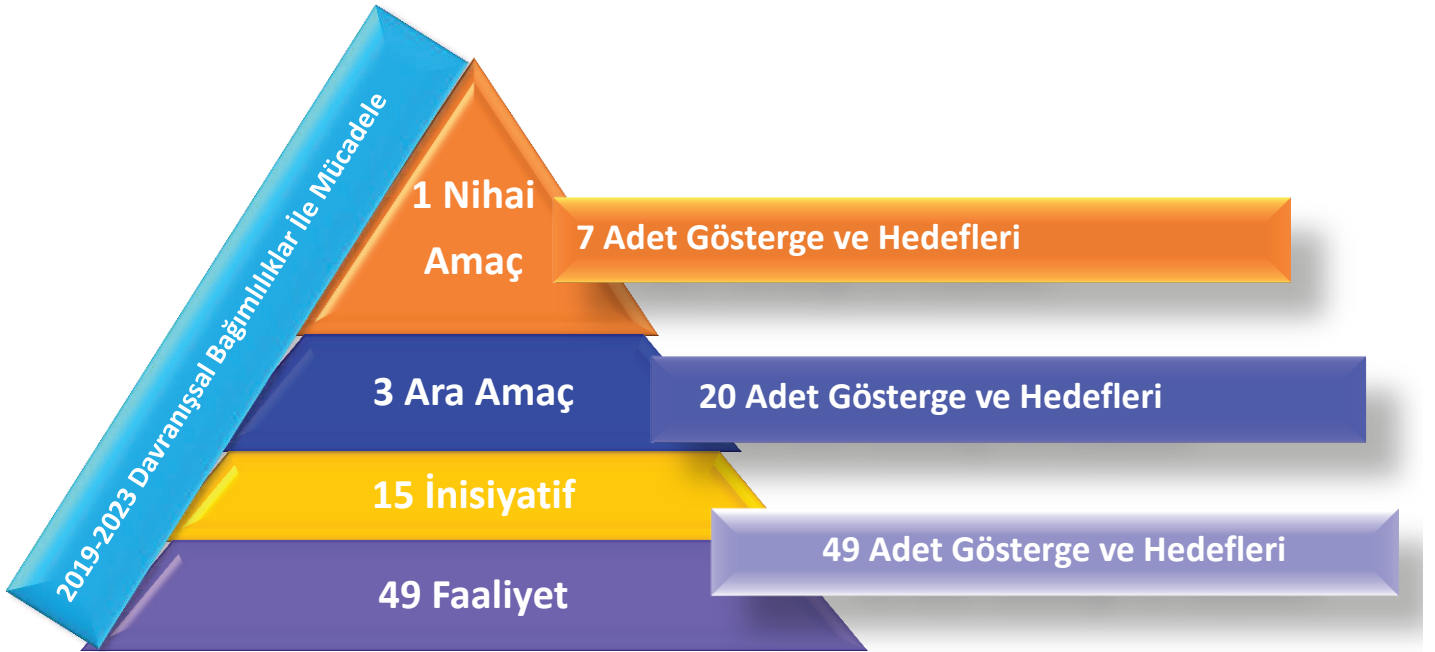 2019-2023 Davranışsal Bağımlılıklar İle Mücadele
1 Nihai
Amaç
7 Adet Gösterge ve Hedefleri
3 Ara Amaç
20 Adet Gösterge ve Hedefleri
15 İnisiyatif
49 Adet Gösterge ve Hedefleri
49 Faaliyet